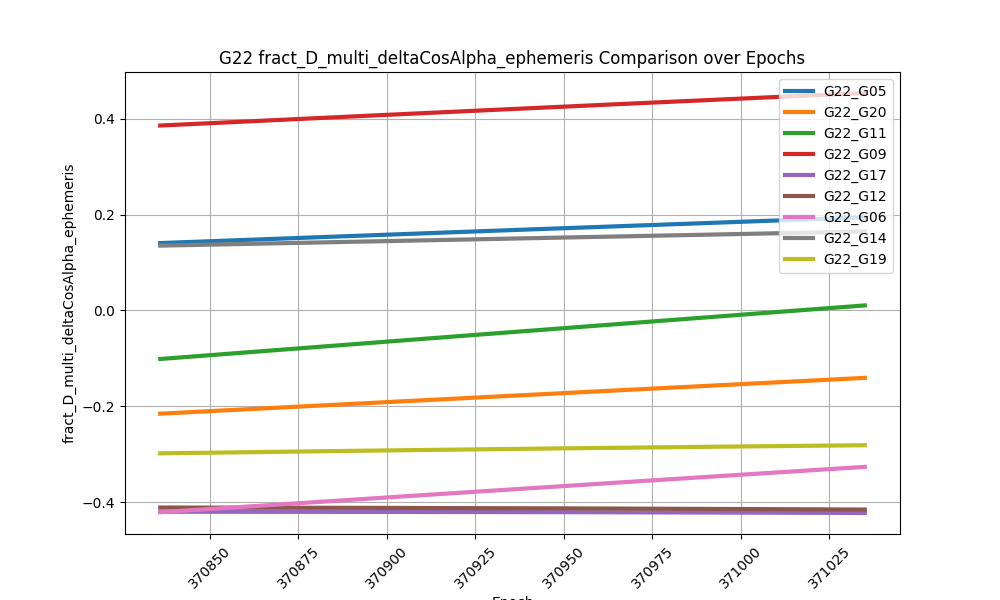 G22 fract_D_multi_deltaCosAlpha_ephemeris Comparison over Epochs
fract_D_multi_deltaCosAlpha_ephemeris
0.4
0.2
0.0
−0.2
−0.4
G22_G05
G22_G20
G22_G11
G22_G09
G22_G17
G22_G12
G22_G06
G22_G14
G22_G19
370850
370875
370900
370925
370950
370975
371000
371025
Epoch